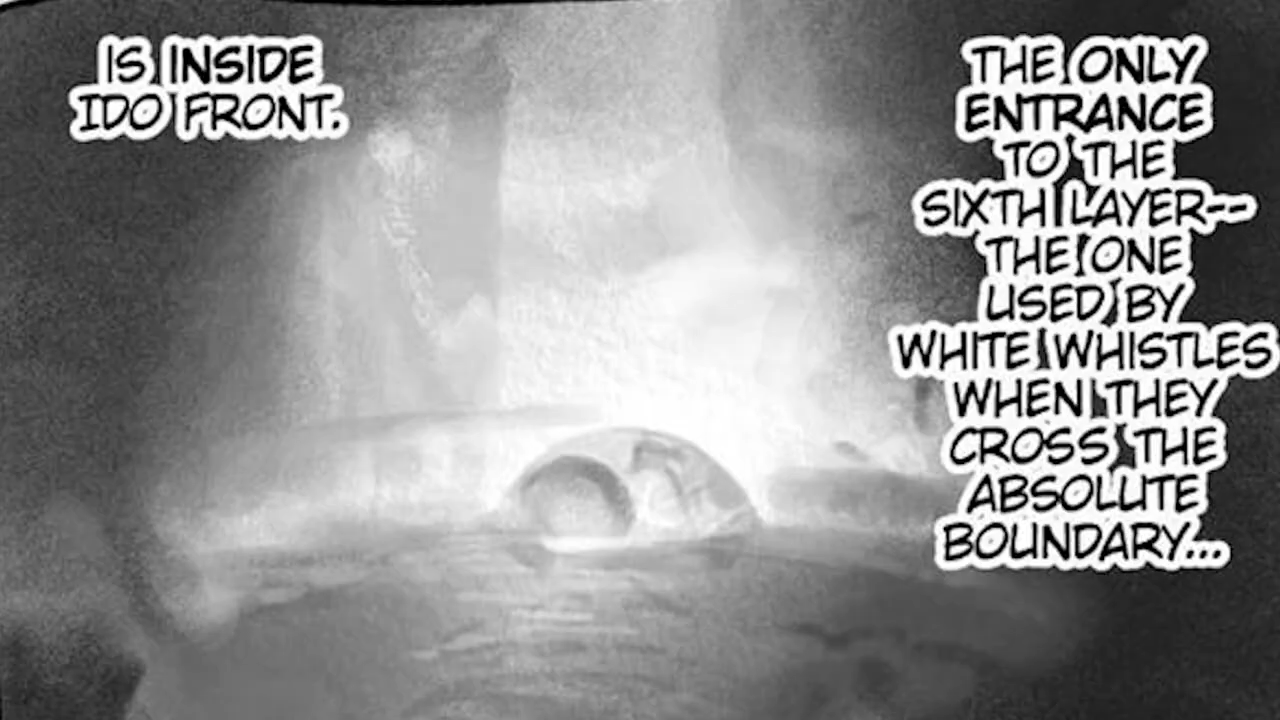 THE ONLY
ENTRANCE
TO THE
SIXTH LAYER--
THE ONE
USED BY
WHITE WHISTLES
WHEN THEY
CROSS THE
ABSOLUTE
BOUNDARY...
IS INSIDE
IDO FRONT.